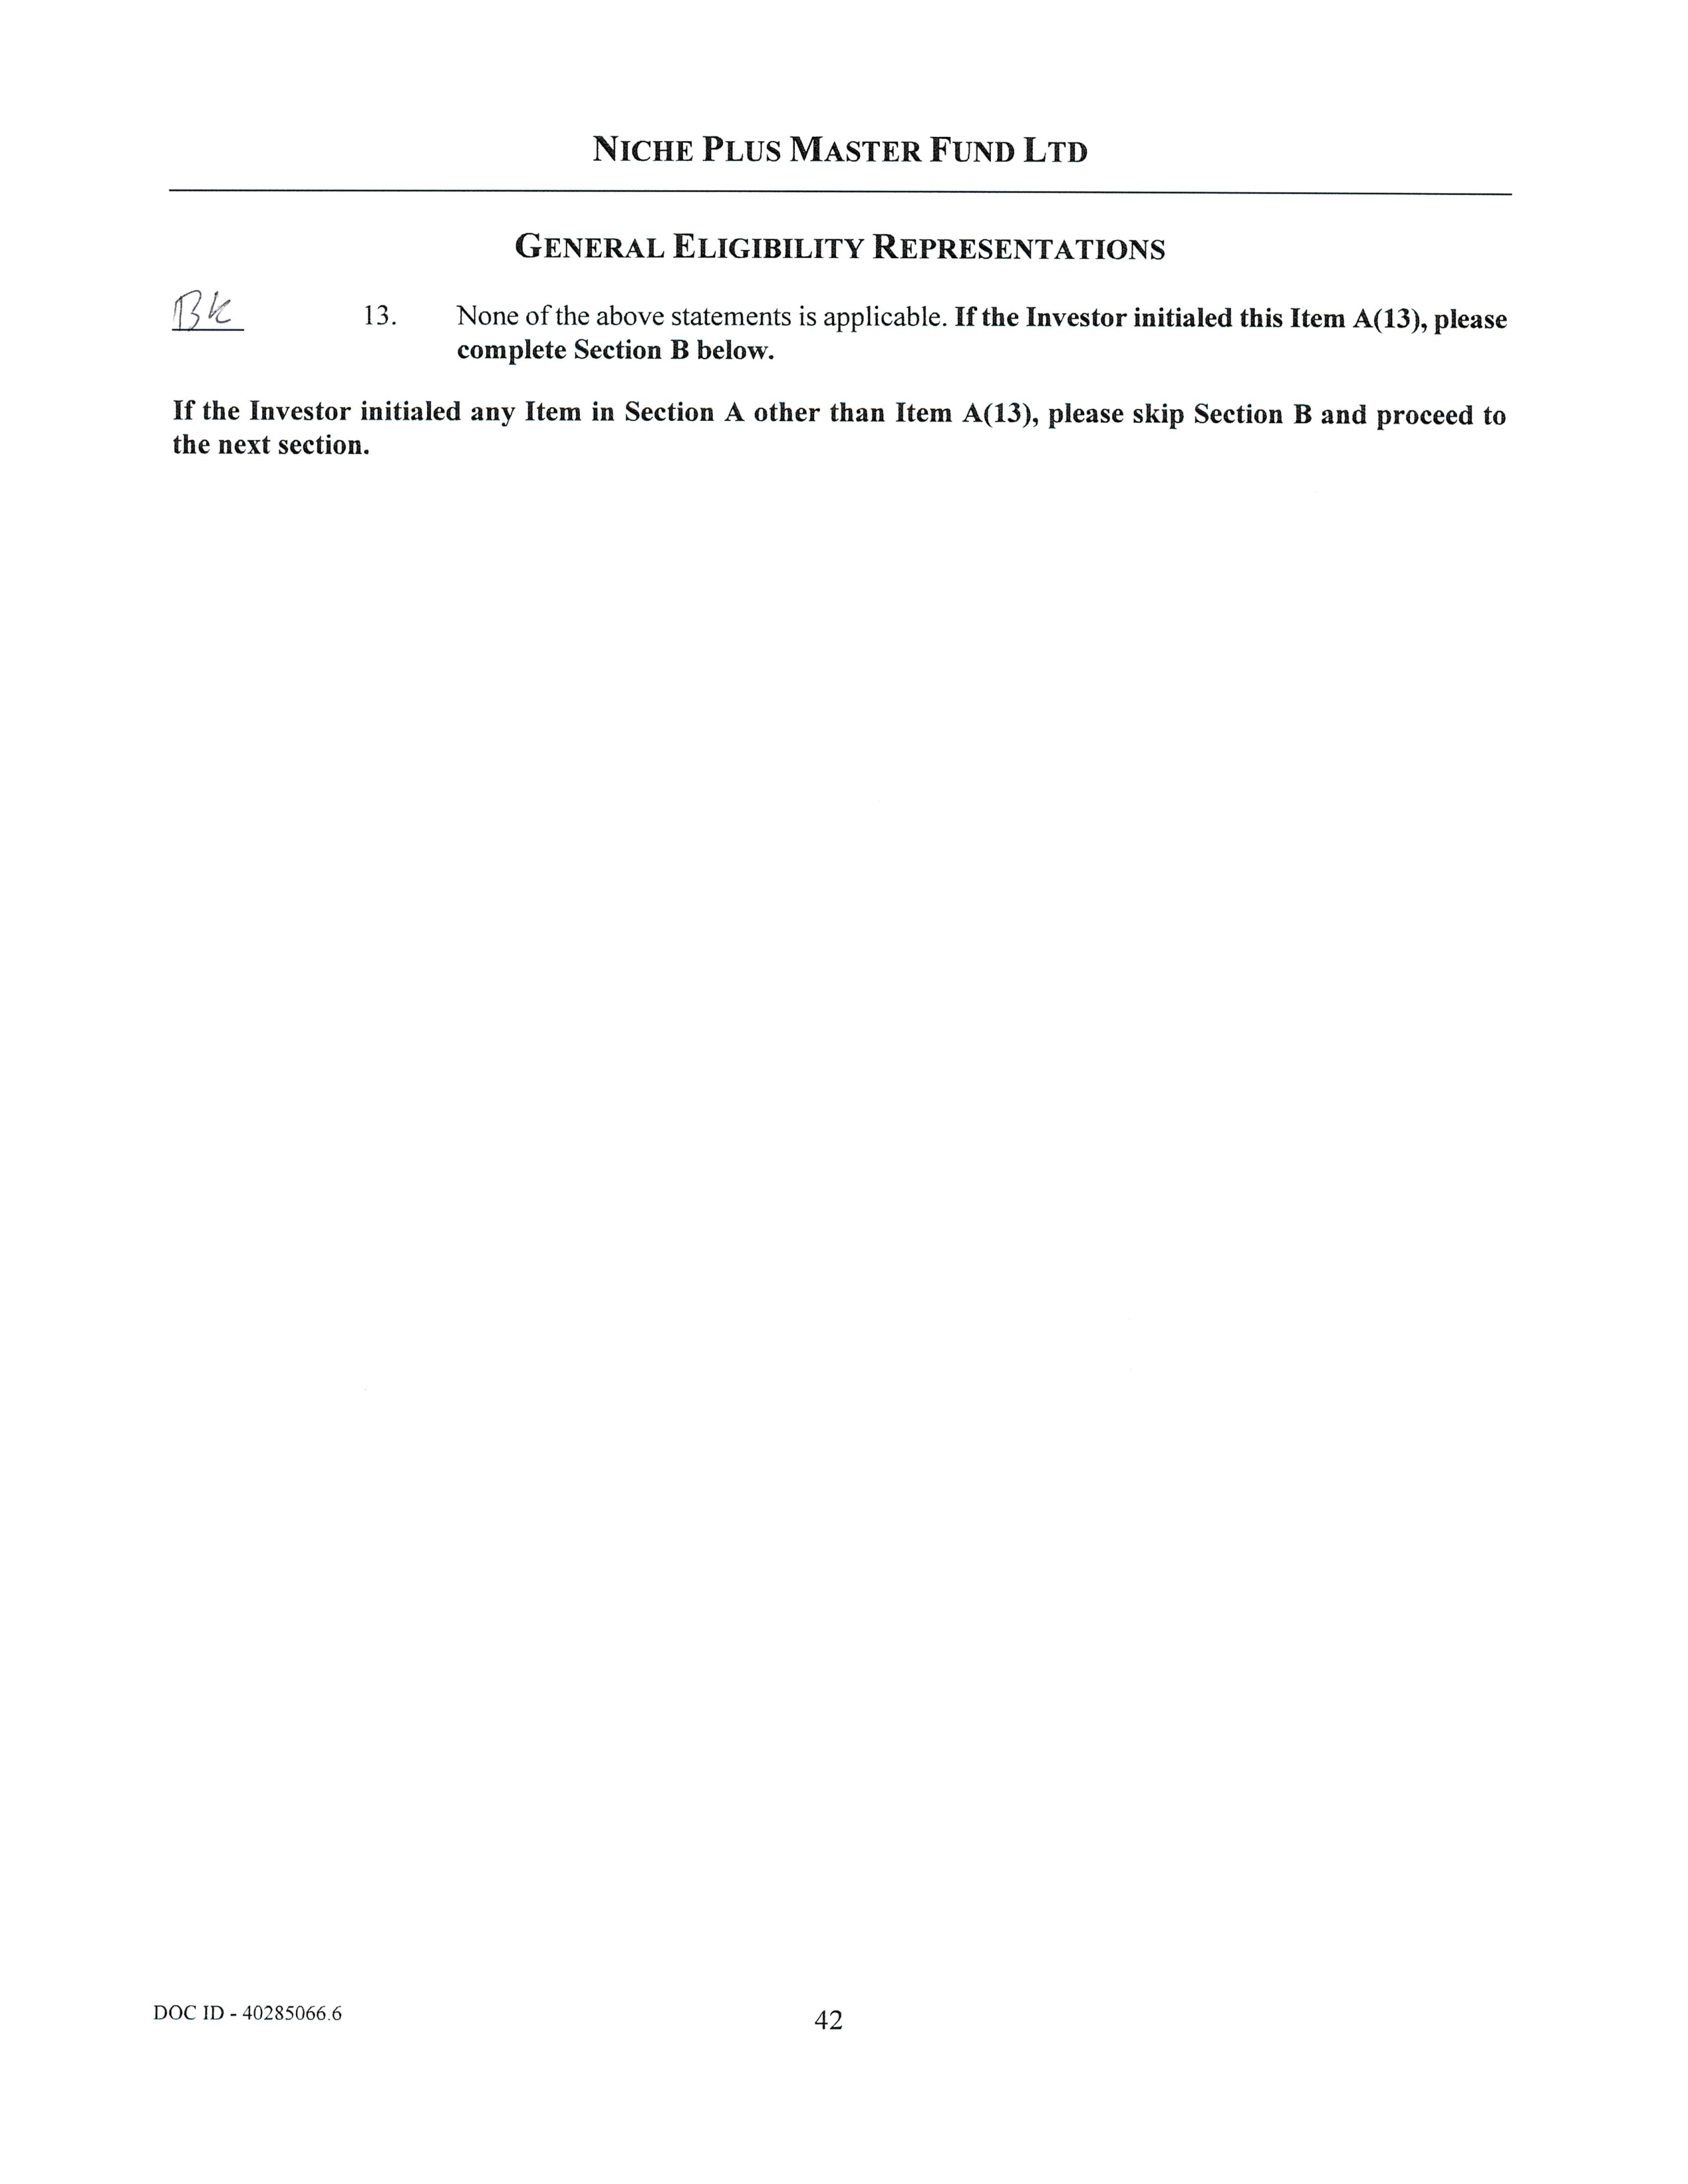 NICHE PLUS MASTER FUND LTD
GENERAL ELIGIBILITY REPRESENTATIONS
BK 13. None of the above statements is applicable. If the Investor initialed this Item A(13), please
complete Section B below.
If the Investor initialed any Item in Section A other than Item A(13), please skip Section B and proceed to
the next section.
DOC ID - 40285066.6
42